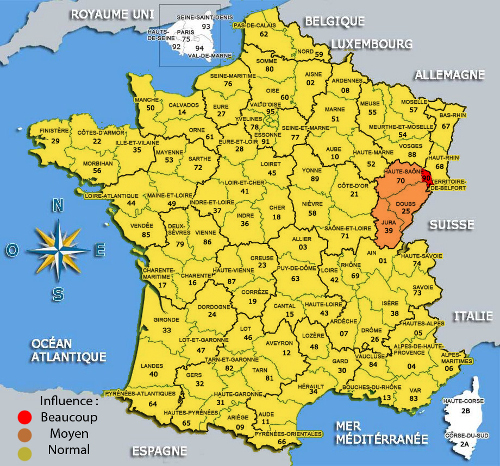 ROYAUME UNI
SEINE-SAINT-DENIS
93
HAUTS-
DE-SEINE
92
PARIS
75
94
VAL-DE-MARNE
BELGIQUE
LUXEMBOURG
ALLEMAGNE
SUISSE
ITALIE
MER
MÉDITÉRRANÉE
ESPAGNE
OCÉAN
ATLANTIQUE
N
O
E
S
PAS-DE-CALAIS
62
NORD
59
SOMME
80
SEINE-MARITIME
76
AISNE
02
ARDENNES
08
OISE
60
MANCHE
50
CALVADOS
14
EURE
27
VAL D'OISE
95
YVELINES
78
ESSONNE
91
SEINE-ET-MARNE
77
MARNE
51
MEUSE
55
MOSELLE
57
BAS-RHIN
67
MEURTHE-ET-MOSELLE
54
VOSGES
88
HAUT-RHIN
68
TERRITOIRE-
DE-BELFORT
HAUTE-SAÔNE
70
DOUBS
25
JURA
39
FINISTÈRE
29
CÔTES-D'ARMOR
22
ILLE-ET-VILAINE
35
MORBIHAN
56
MAYENNE
53
ORNE
61
SARTHE
72
EURE-ET-LOIR
28
LOIRET
45
YONNE
89
AUBE
10
HAUTE-MARNE
52
CÔTE-D'OR
21
LOIRE-ATLANTIQUE
44
MAINE-ET-LOIRE
49
INDRE-ET-LOIRE
37
LOIR-ET-CHER
41
CHER
18
NIÈVRE
58
SAÔNE-ET-LOIRE
71
VENDÉE
85
DEUX-
SÈVRES
79
VIENNE
86
INDRE
36
ALLIER
03
AIN
01
HAUTE-SAVOIE
74
CHARENTE-
MARITIME
17
CHARENTE
16
HAUTE-VIENNE
87
CREUSE
23
PUY-DE-DÔME
63
LOIRE
42
RHÔNE
69
SAVOIE
73
ISÈRE
38
CORRÈZE
19
DORDOGNE
24
GIRONDE
33
CANTAL
15
HAUTE-LOIRE
43
ARDÈCHE
07
DRÔME
26
HAUTES-ALPES
05
ALPES-DE-HAUTE-
PROVENCE
04
ALPES-
MARITIMES
06
LOT
46
LOT-ET-GARONNE
47
AVEYRON
12
LOZÈRE
48
GARD
30
VAUCLUSE
84
TARN-ET-GARONNE
82
LANDES
40
GERS
32
TARN
81
HÉRAULT
34
BOUCHES-DU-RHÔNE
13
VAR
83
PYRÉNÉES-ATLANTIQUE
64
HAUTES-PYRÉNÉES
65
HAUTE-GARONNE
31
ARIÈGE
09
AUDE
11
PYRÉNÉES-ORIENTALES
66
HAUTE-CORSE
2B
CORSE-DU-SUD
2A
Influence :
Beaucoup
Moyen
Normal